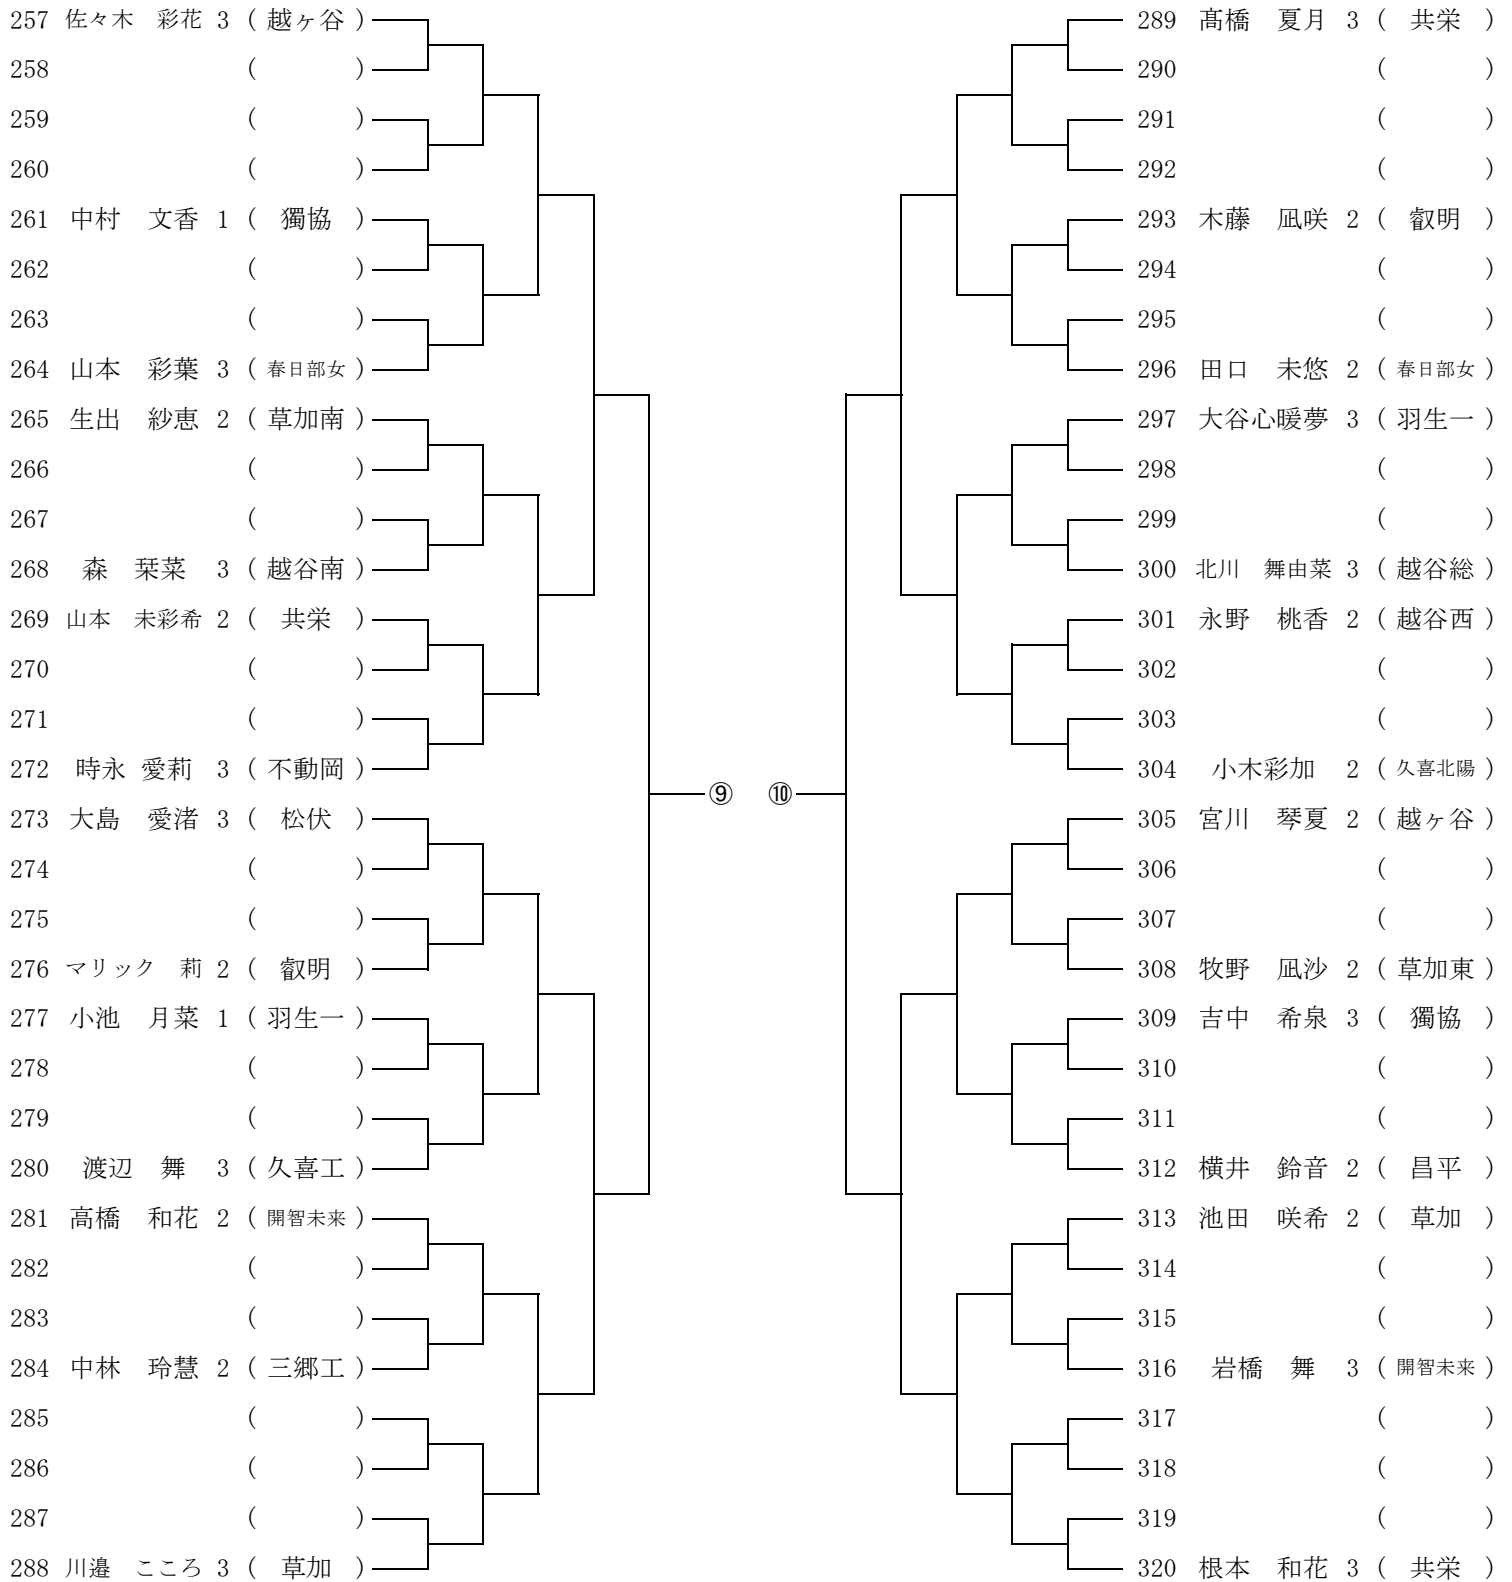 257 佐々木　彩花 3 ( 越ヶ谷 )
258 ( )
259 ( )
260 ( )
261 中村　文香 1 ( 獨協 )
262 ( )
263 ( )
264 山本　彩葉 3 ( 春日部女 )
265 生出　紗恵 2 ( 草加南 )
266 ( )
267 ( )
268 森　栞菜 3 ( 越谷南 )
269 山本　未彩希 2 ( 共栄 )
270 ( )
271 ( )
272 時永 愛莉 3 ( 不動岡 )
273 大島　愛渚 3 ( 松伏 )
274 ( )
275 ( )
276 マリック　莉 2 ( 叡明 )
277 小池　月菜 1 ( 羽生一 )
278 ( )
279 ( )
280 渡辺　舞 3 ( 久喜工 )
281 高橋　和花 2 ( 開智未来 )
282 ( )
283 ( )
284 中林　玲慧 2 ( 三郷工 )
285 ( )
286 ( )
287 ( )
288 川邉　こころ 3 ( 草加 )
⑨ ⑩
289 髙橋　夏月 3 ( 共栄 )
290 ( )
291 ( )
292 ( )
293 木藤　凪咲 2 ( 叡明 )
294 ( )
295 ( )
296 田口　未悠 2 ( 春日部女 )
297 大谷心暖夢 3 ( 羽生一 )
298 ( )
299 ( )
300 北川　舞由菜 3 ( 越谷総 )
301 永野　桃香 2 ( 越谷西 )
302 ( )
303 ( )
304 小木彩加 2 ( 久喜北陽 )
305 宮川　琴夏 2 ( 越ヶ谷 )
306 ( )
307 ( )
308 牧野　凪沙 2 ( 草加東 )
309 吉中　希泉 3 ( 獨協 )
310 ( )
311 ( )
312 横井　鈴音 2 ( 昌平 )
313 池田　咲希 2 ( 草加 )
314 ( )
315 ( )
316 岩橋　舞 3 ( 開智未来 )
317 ( )
318 ( )
319 ( )
320 根本　和花 3 ( 共栄 )